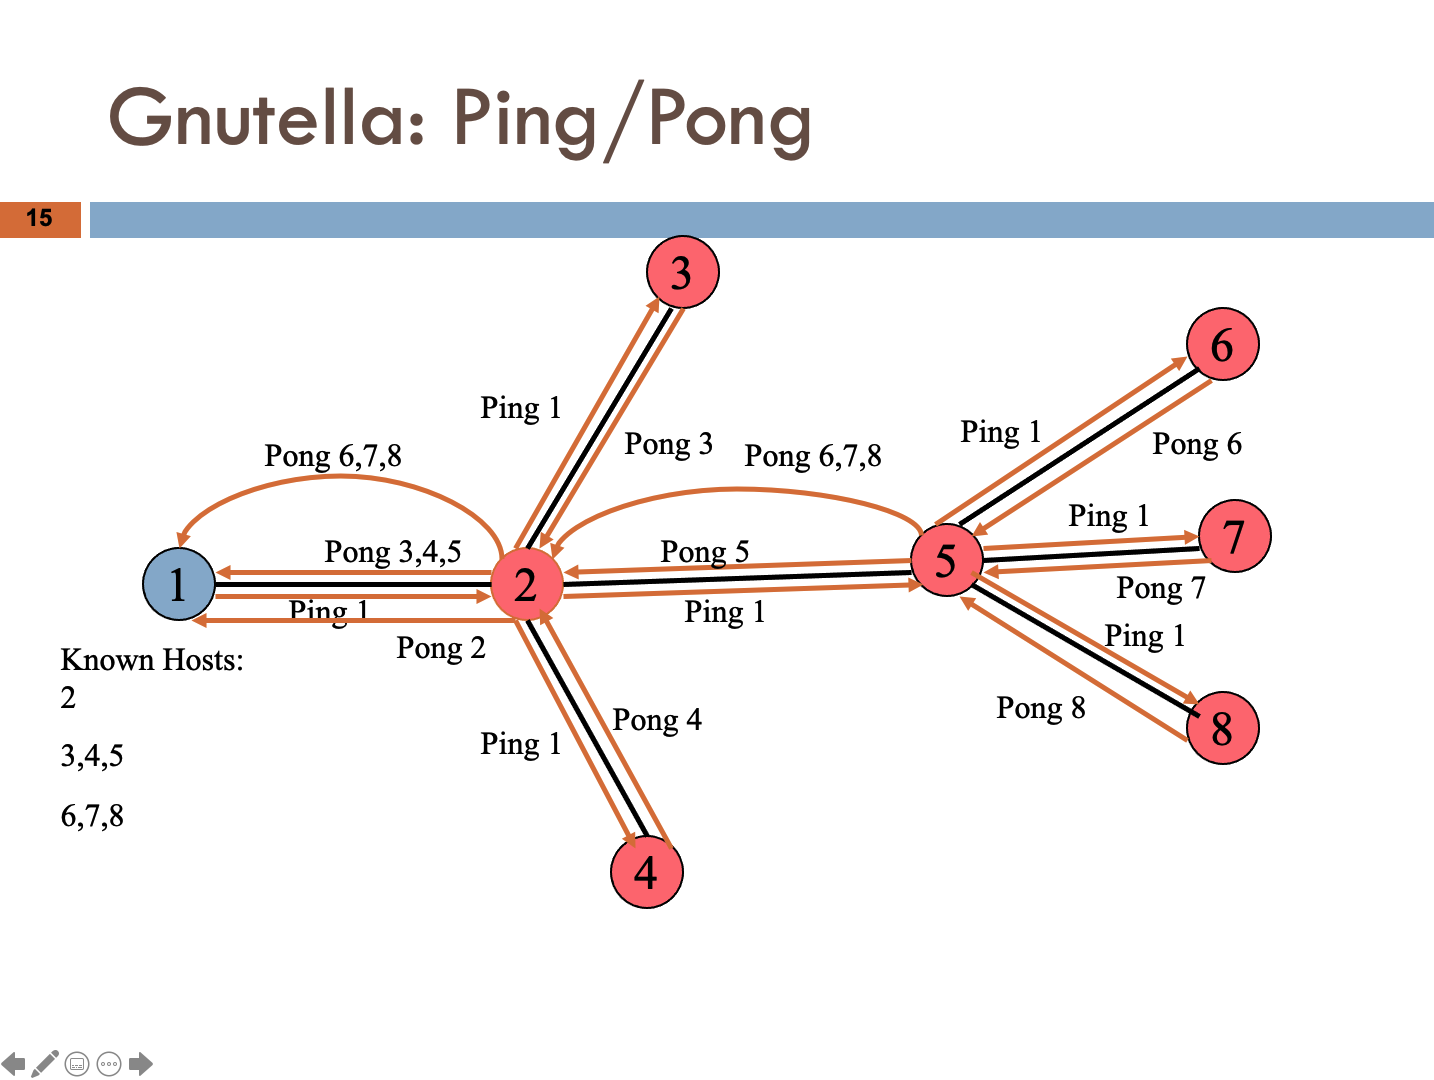 Gnutella: Ping/Pong
15
3
6
Ping 1
Pong 3
Pong 6,7,8
Pong 6,7,8
Ping 1
Pong 6
Ping 1
7
Pong 3,4,5
Pong 5
5
1
2
Ping 1
Ping 1
Pong 7
Pong 2
Ping 1
Known Hosts:
2
3,4,5
6,7,8
Ping 1
Pong 4
Pong 8
8
4